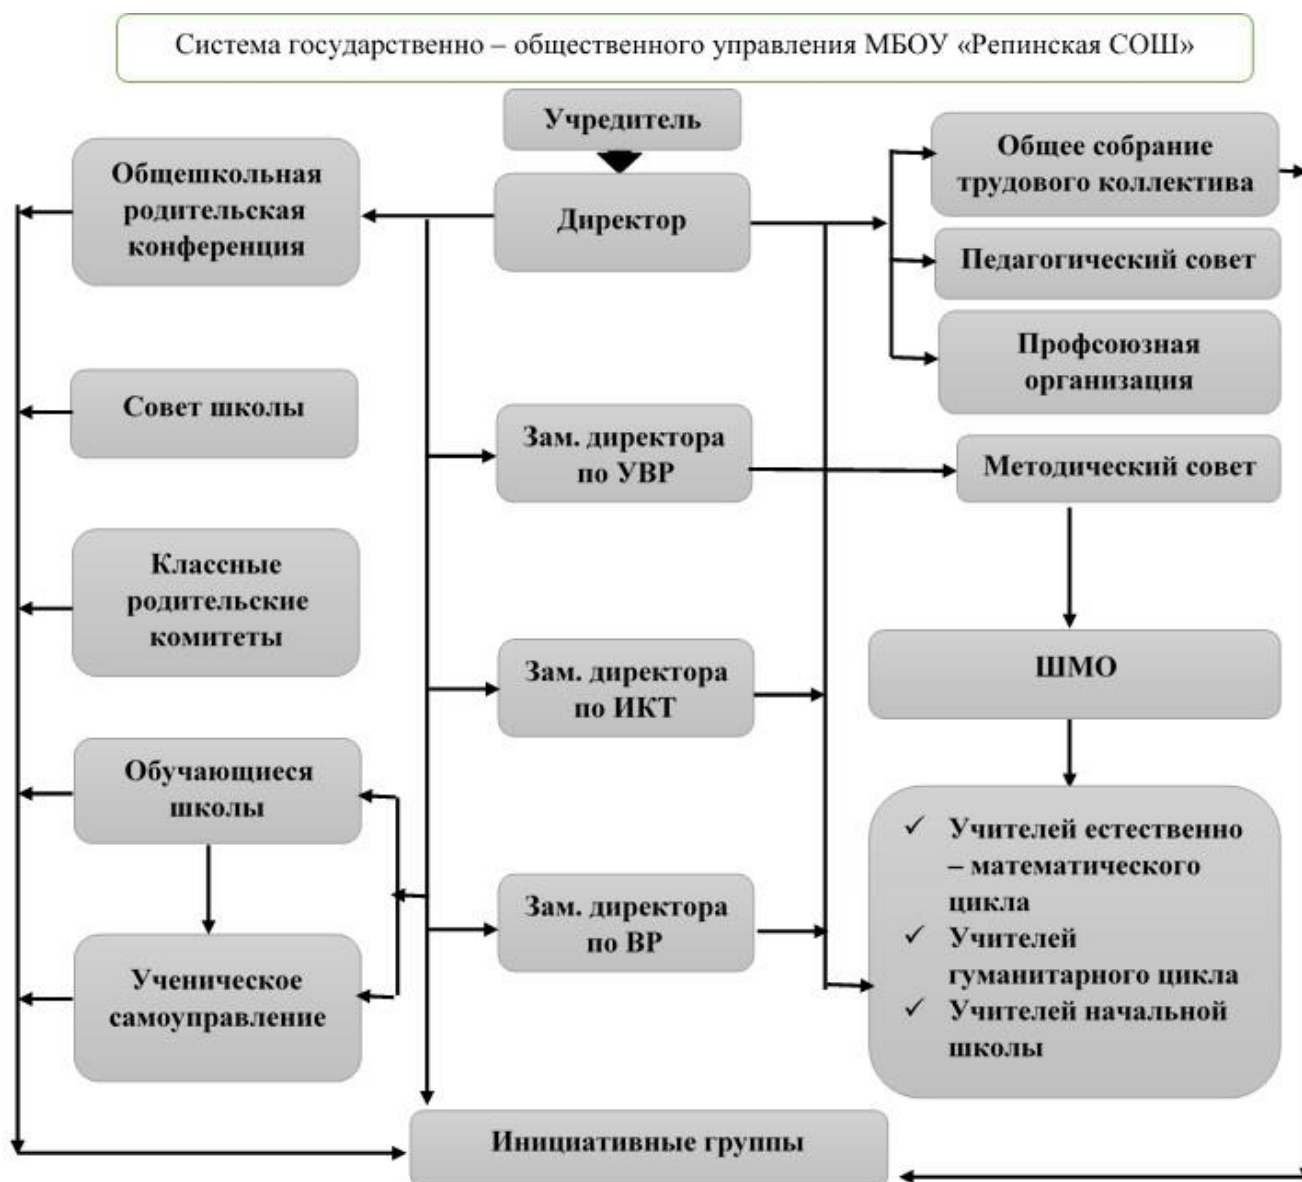 Система государственно – общественного управления МБОУ «Репинская СОШ»
Учредитель
Директор
Общешкольная
родительская
конференция
Совет школы
Классные
родительские
комитеты
Обучающиеся
школы
Ученическое
самоуправление
Зам. директора
по УВР
Зам. директора
по ИКТ
Зам. директора
по ВР
Общее собрание
трудового коллектива
Педагогический совет
Профсоюзная
организация
Методический совет
ШМО
✓ Учителей естественно
– математического
цикла
✓ Учителей
гуманитарного цикла
✓ Учителей начальной
школы
Инициативные группы